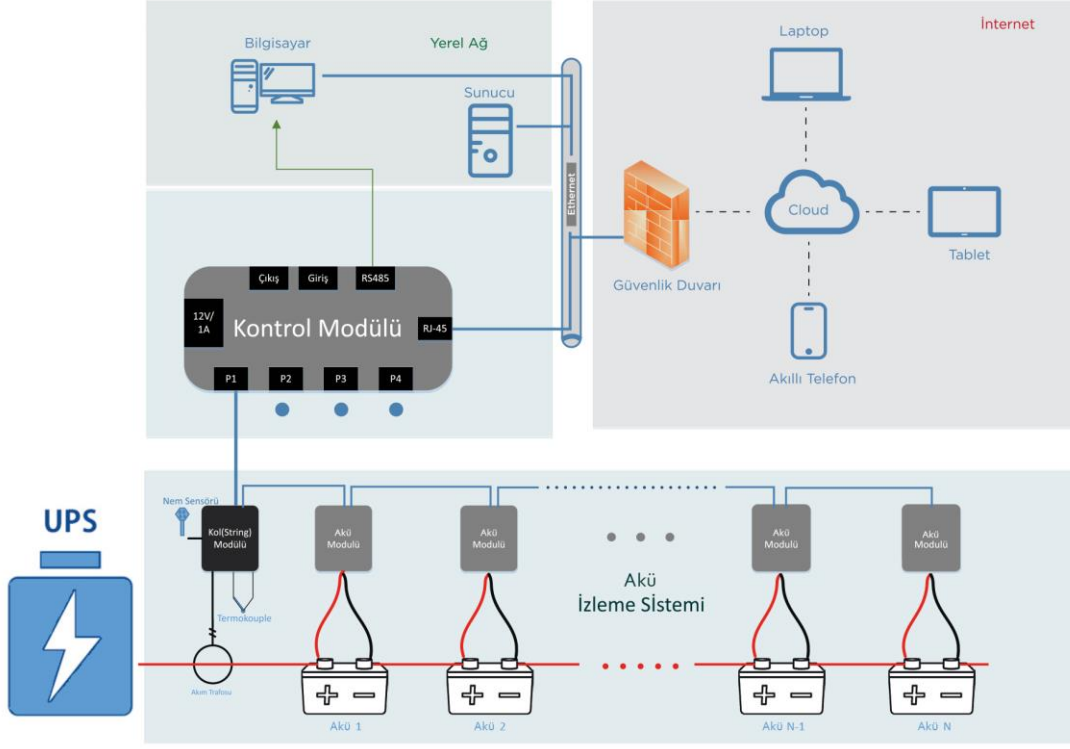 Bilgisayar
Yerel Ağ
Sunucu
Ethernet
İnternet
Laptop
Cloud
Tablet
Güvenlik Duvarı
Akıllı Telefon
Çıkış
Giriş
RS485
12V/
1A
Kontrol Modülü
RJ-45
P1
P2
P3
P4
UPS
Nem Sensörü
Kol(String)
Modülü
Termokouple
Akım Trafosu
Akü
Modulü
Akü
Modulü
Akü
Modulü
Akü
Modulü
Akü
İzleme Sİstemi
Akü 1
Akü 2
Akü N-1
Akü N